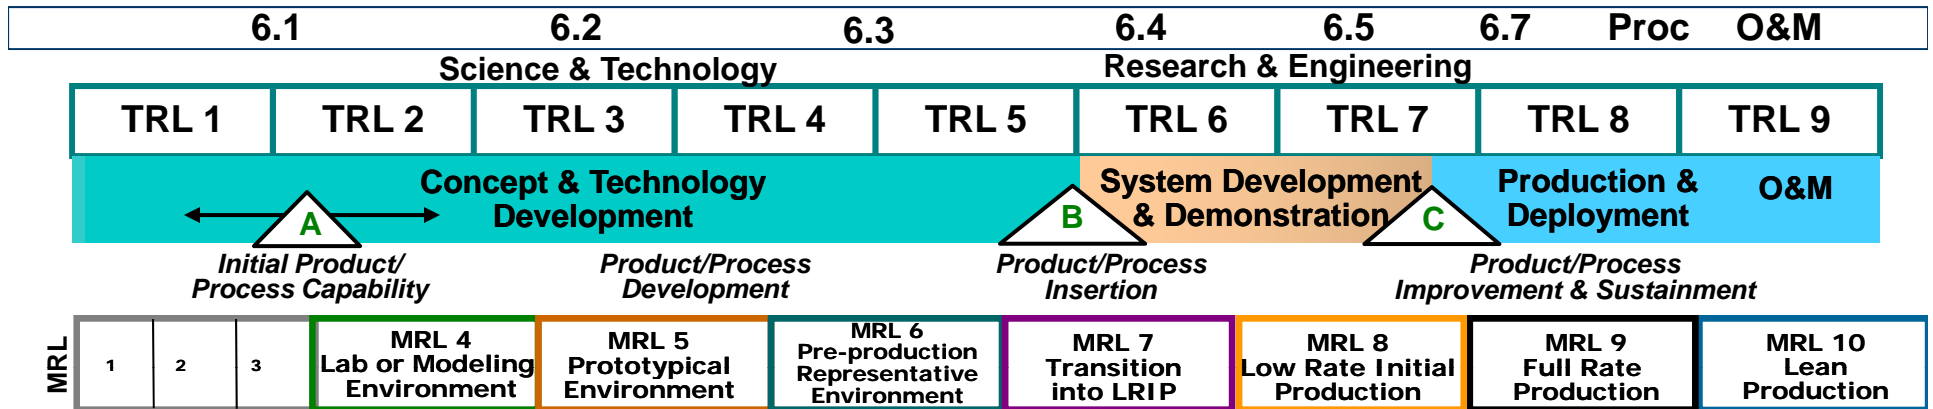 6.1 6.2 6.3 6.4 6.5 6.7 Proc O&M
Science & Technology Research & Engineering
TRL 1 TRL 2 TRL 3 TRL 4 TRL 5 TRL 6 TRL 7 TRL 8 TRL 9
Concept & Technology
Development
System Development
& Demonstration
Production &
Deployment
O&M
A
B
C
Initial Product/
Process Capability
Product/Process
Development
Product/Process
Insertion
Product/Process
Improvement & Sustainment
MRL
1 2 3
MRL 4
Lab or Modeling
Environment
MRL 5
Prototypical
Environment
MRL 6
Pre-production
Representative
Environment
MRL 7
Transition
into LRIP
MRL 8
Low Rate Initial
Production
MRL 9
Full Rate
Production
MRL 10
Lean
Production